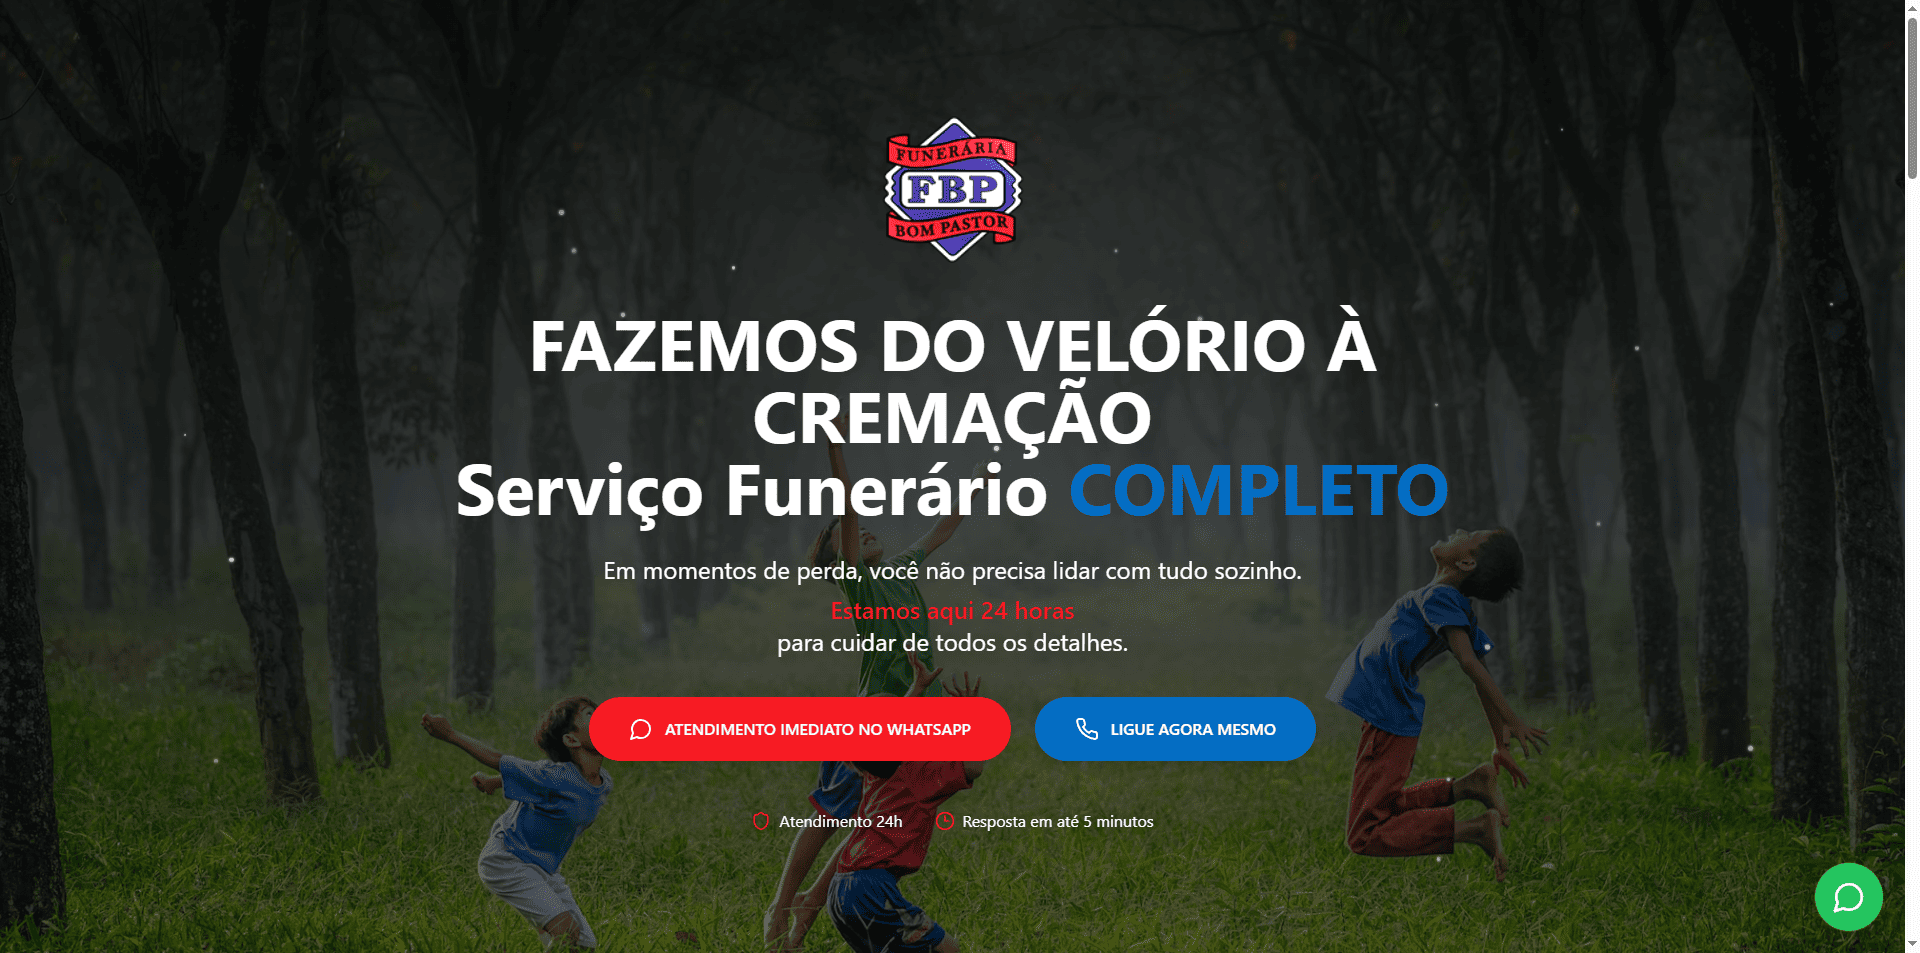 FUNERÁRIA
FBP
BOM PASTOR
FAZEMOS DO VELÓRIO À
CREMAÇÃO
Serviço Funerário COMPLETO
Em momentos de perda, você não precisa lidar com tudo sozinho.
Estamos aqui 24 horas
para cuidar de todos os detalhes.
ATENDIMENTO IMEDIATO NO WHATSAPP
LIGUE AGORA MESMO
Atendimento 24h
Resposta em até 5 minutos